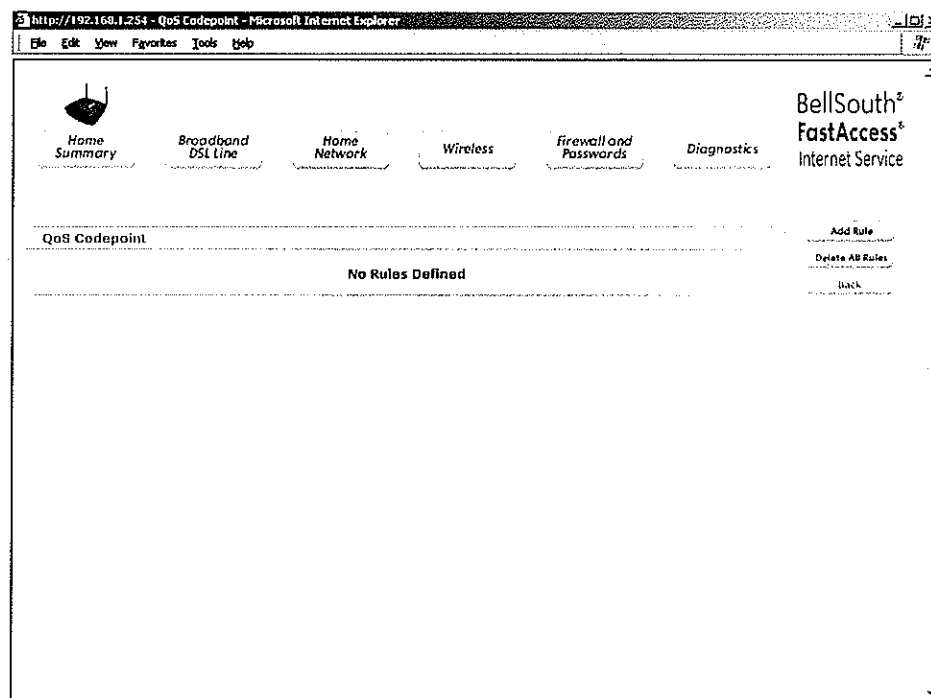 http://192.168.1.254 - QoS Codepoint - Microsoft Internet Explorer
File Edit View Favorites Tools Help
Home Summary
Broadband DSL Line
Home Network
Wireless
Firewall and Passwords
Diagnostics
BellSouth®
FastAccess®
Internet Service
QoS Codepoint
No Rules Defined
Add Rule
Delete All Rules
Back